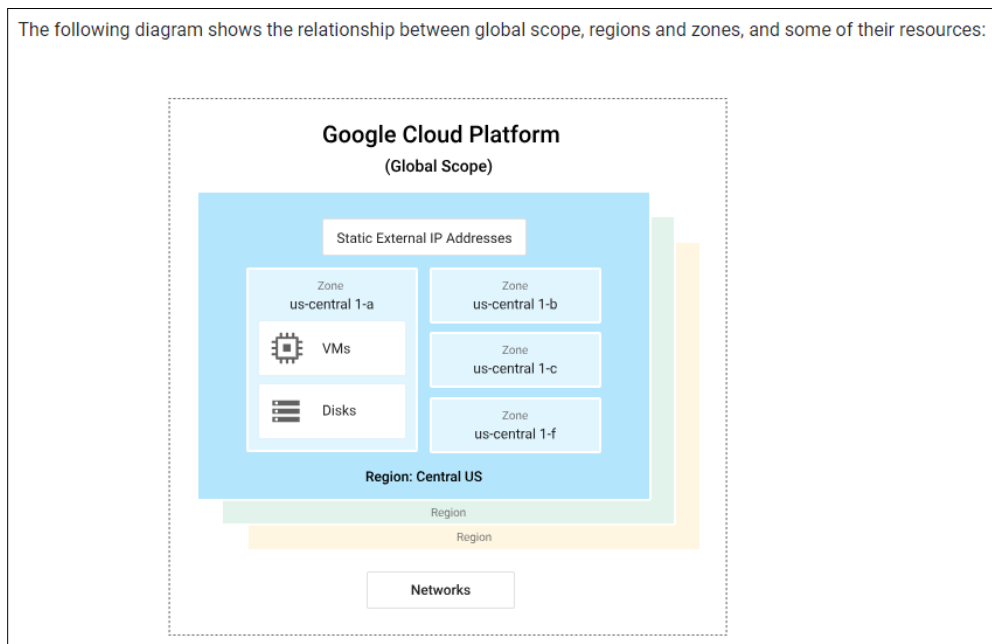 The following diagram shows the relationship between global scope, regions and zones, and some of their resources:
Google Cloud Platform
(Global Scope)
Static External IP Addresses
Zone
us-central 1-a
VMs
Disks
Zone
us-central 1-b
Zone
us-central 1-c
Zone
us-central 1-f
Region: Central US
Region
Region
Networks